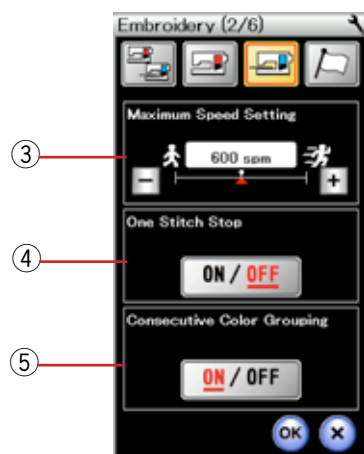 Embroidery (2/6)
Maximum Speed Setting
③
600 spm
− +
One Stitch Stop
④
ON / OFF
Consecutive Color Grouping
⑤
ON / OFF
OK ×